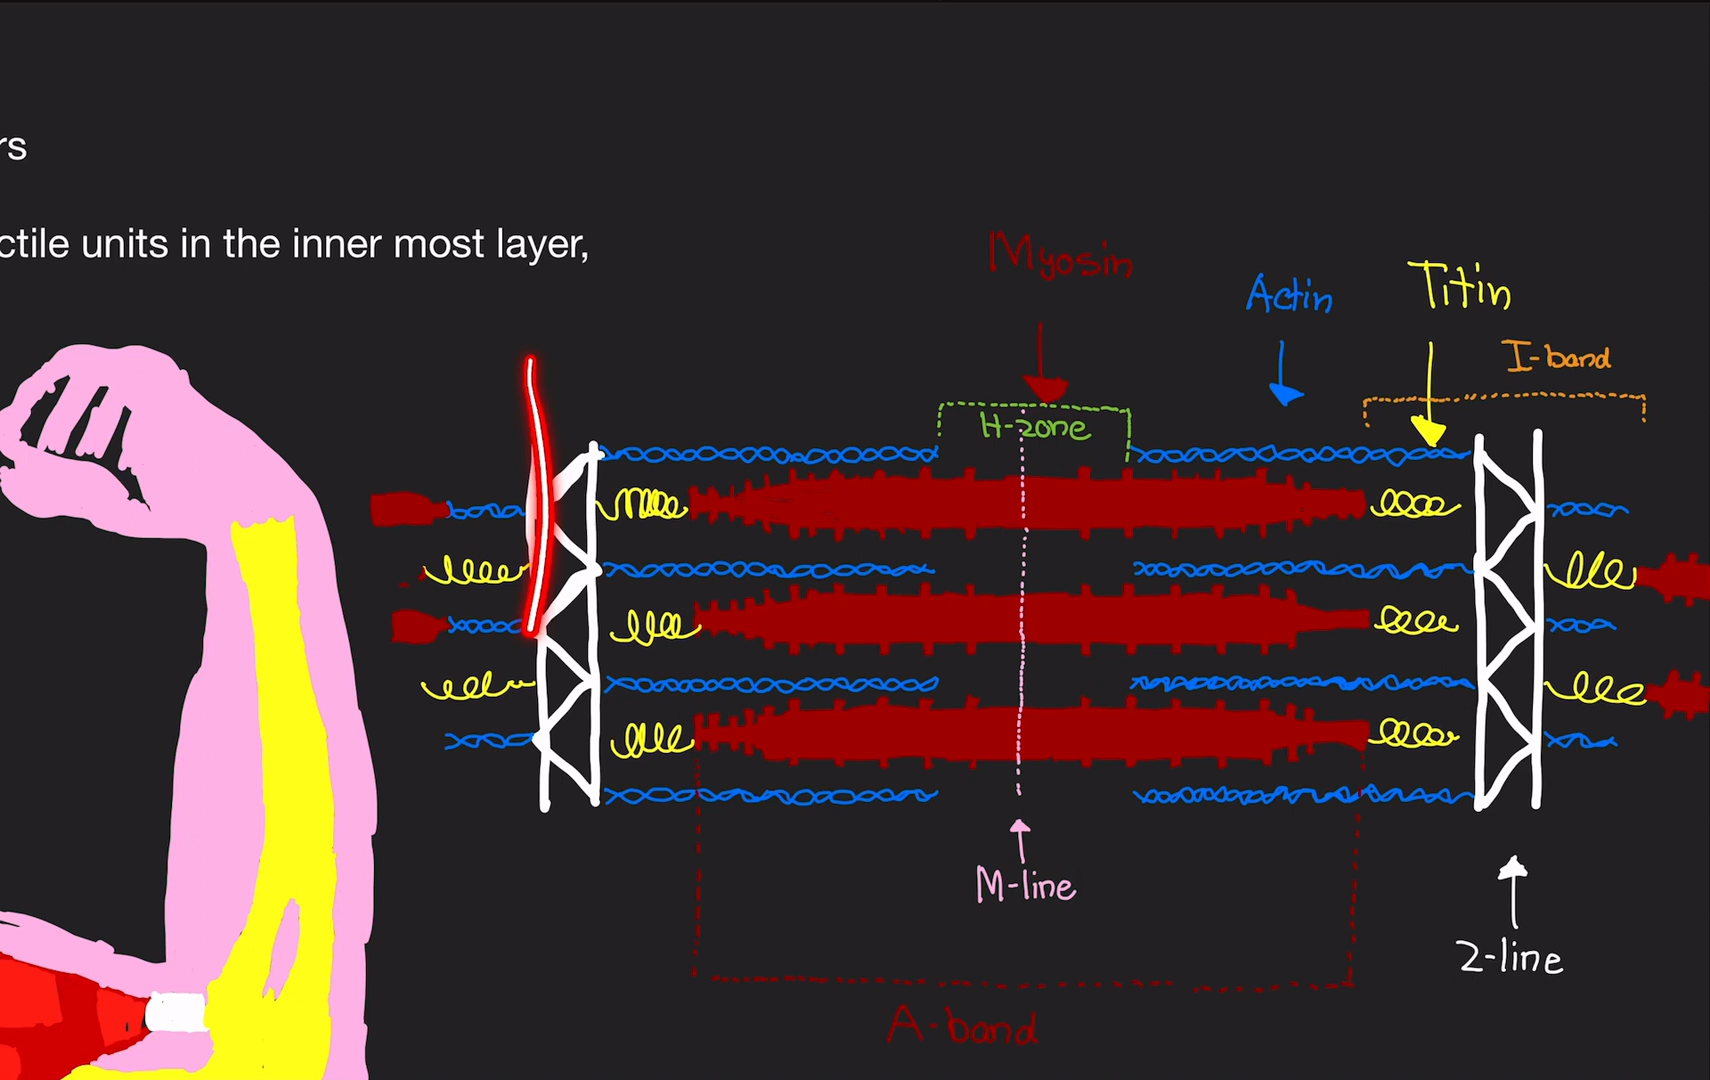 rs
ctile units in the inner most layer,
Myosin
Actin
Titin
I-band
H-zone
M-line
Z-line
A-band